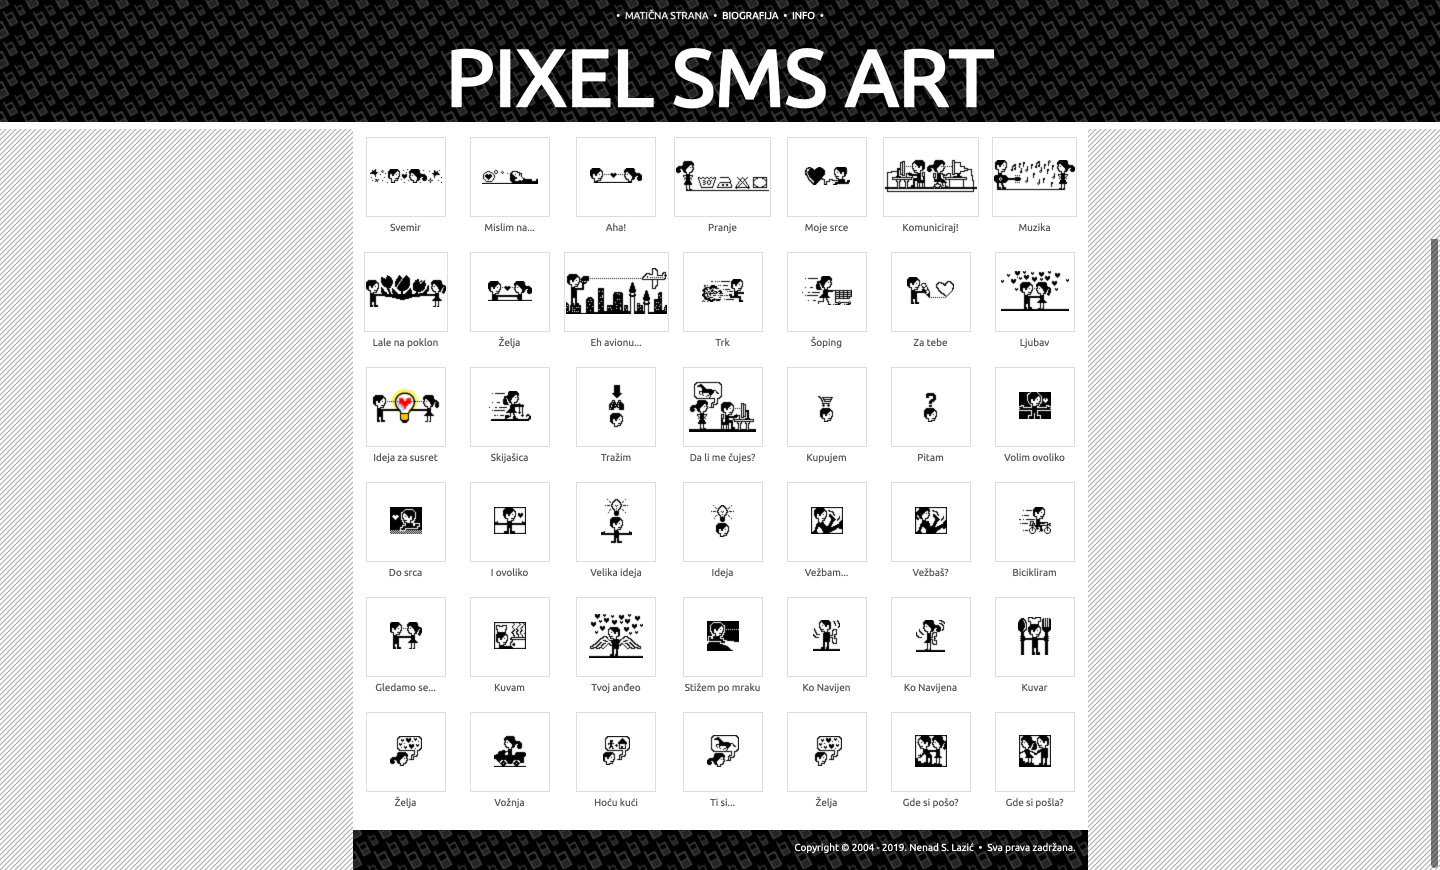 • MATIČNA STRANA • BIOGRAFIJA • INFO •
PIXEL SMS ART
Svemir
Mislim na...
Aha!
Pranje
Moje srce
Komuniciraj!
Muzika
Lale na poklon
Želja
Eh avionu...
Trk
Šoping
Za tebe
Ljubav
Ideja za susret
Skijašica
Tražim
Da li me čujes?
Kupujem
Pitam
Volim ovoliko
Do srca
I ovoliko
Velika ideja
Ideja
Vežbam...
Vežbaš?
Bicikliram
Gledamo se...
Kuvam
Tvoj anđeo
Stižem po mraku
Ko Navijen
Ko Navijena
Kuvar
Želja
Vožnja
Hoću kući
Ti si...
Želja
Gde si pošo?
Gde si pošla?
Copyright © 2004 - 2019. Nenad S. Lazić • Sva prava zadržana.